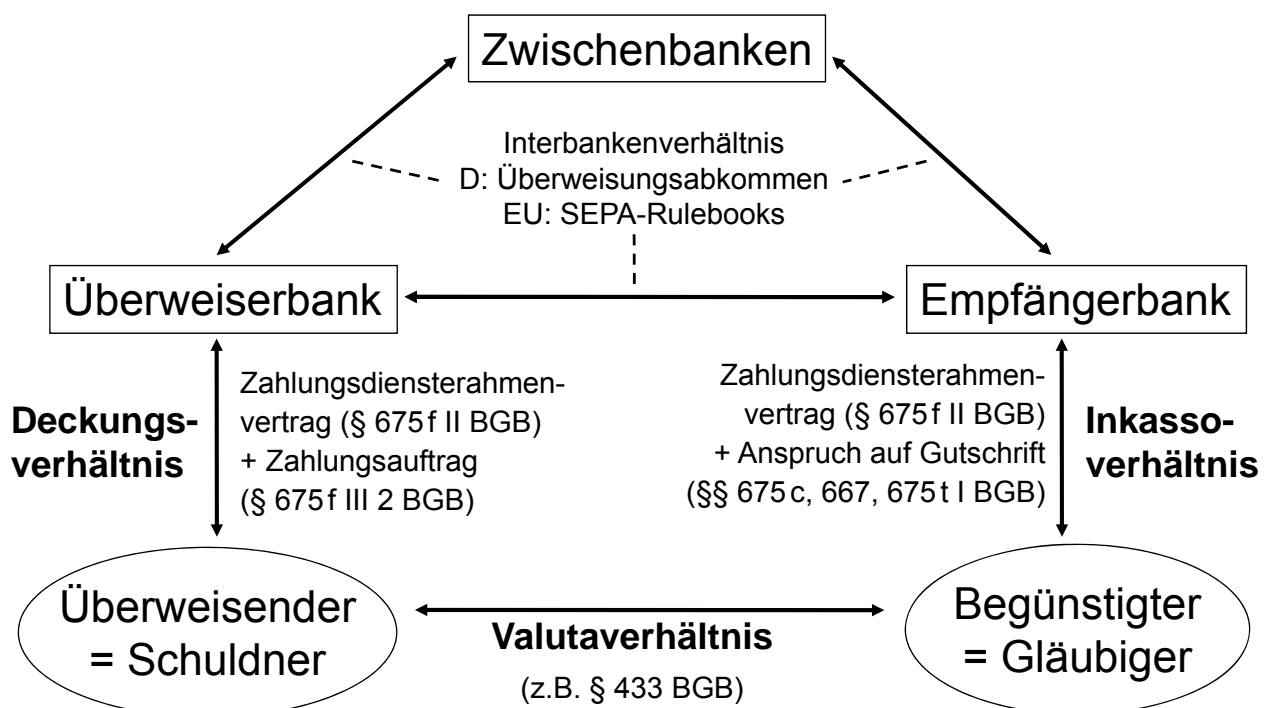 Zwischenbanken
Interbankenverhältnis
D: Überweisungsabkommen
EU: SEPA-Rulebooks
Überweiserbank
Empfängerbank
Deckungs-
verhältnis
Zahlungsdiensterahmen-
vertrag (§ 675f II BGB)
+ Zahlungsauftrag
(§ 675f III 2 BGB)
Zahlungsdiensterahmen-
vertrag (§ 675f II BGB)
+ Anspruch auf Gutschrift
(§§ 675c, 667, 675t I BGB)
Inkasso-
verhältnis
Überweisender
= Schuldner
Valutaverhältnis
(z.B. § 433 BGB)
Begünstigter
= Gläubiger